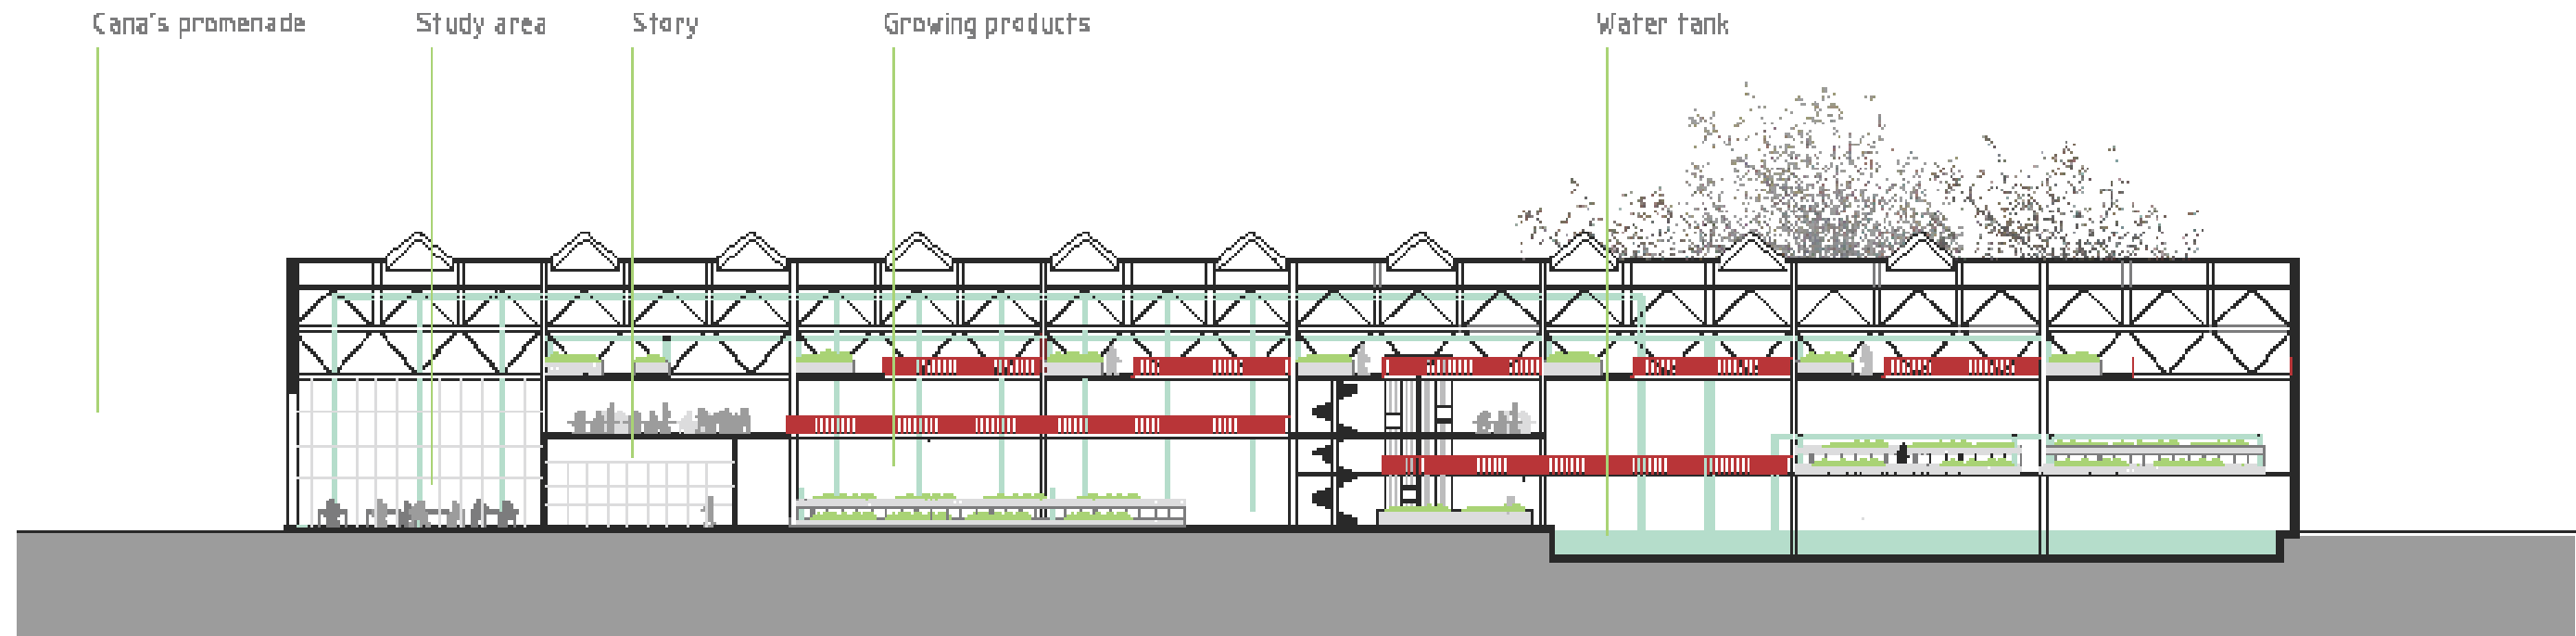 Cana's promenade
Study area
Story
Growing products
Water tank